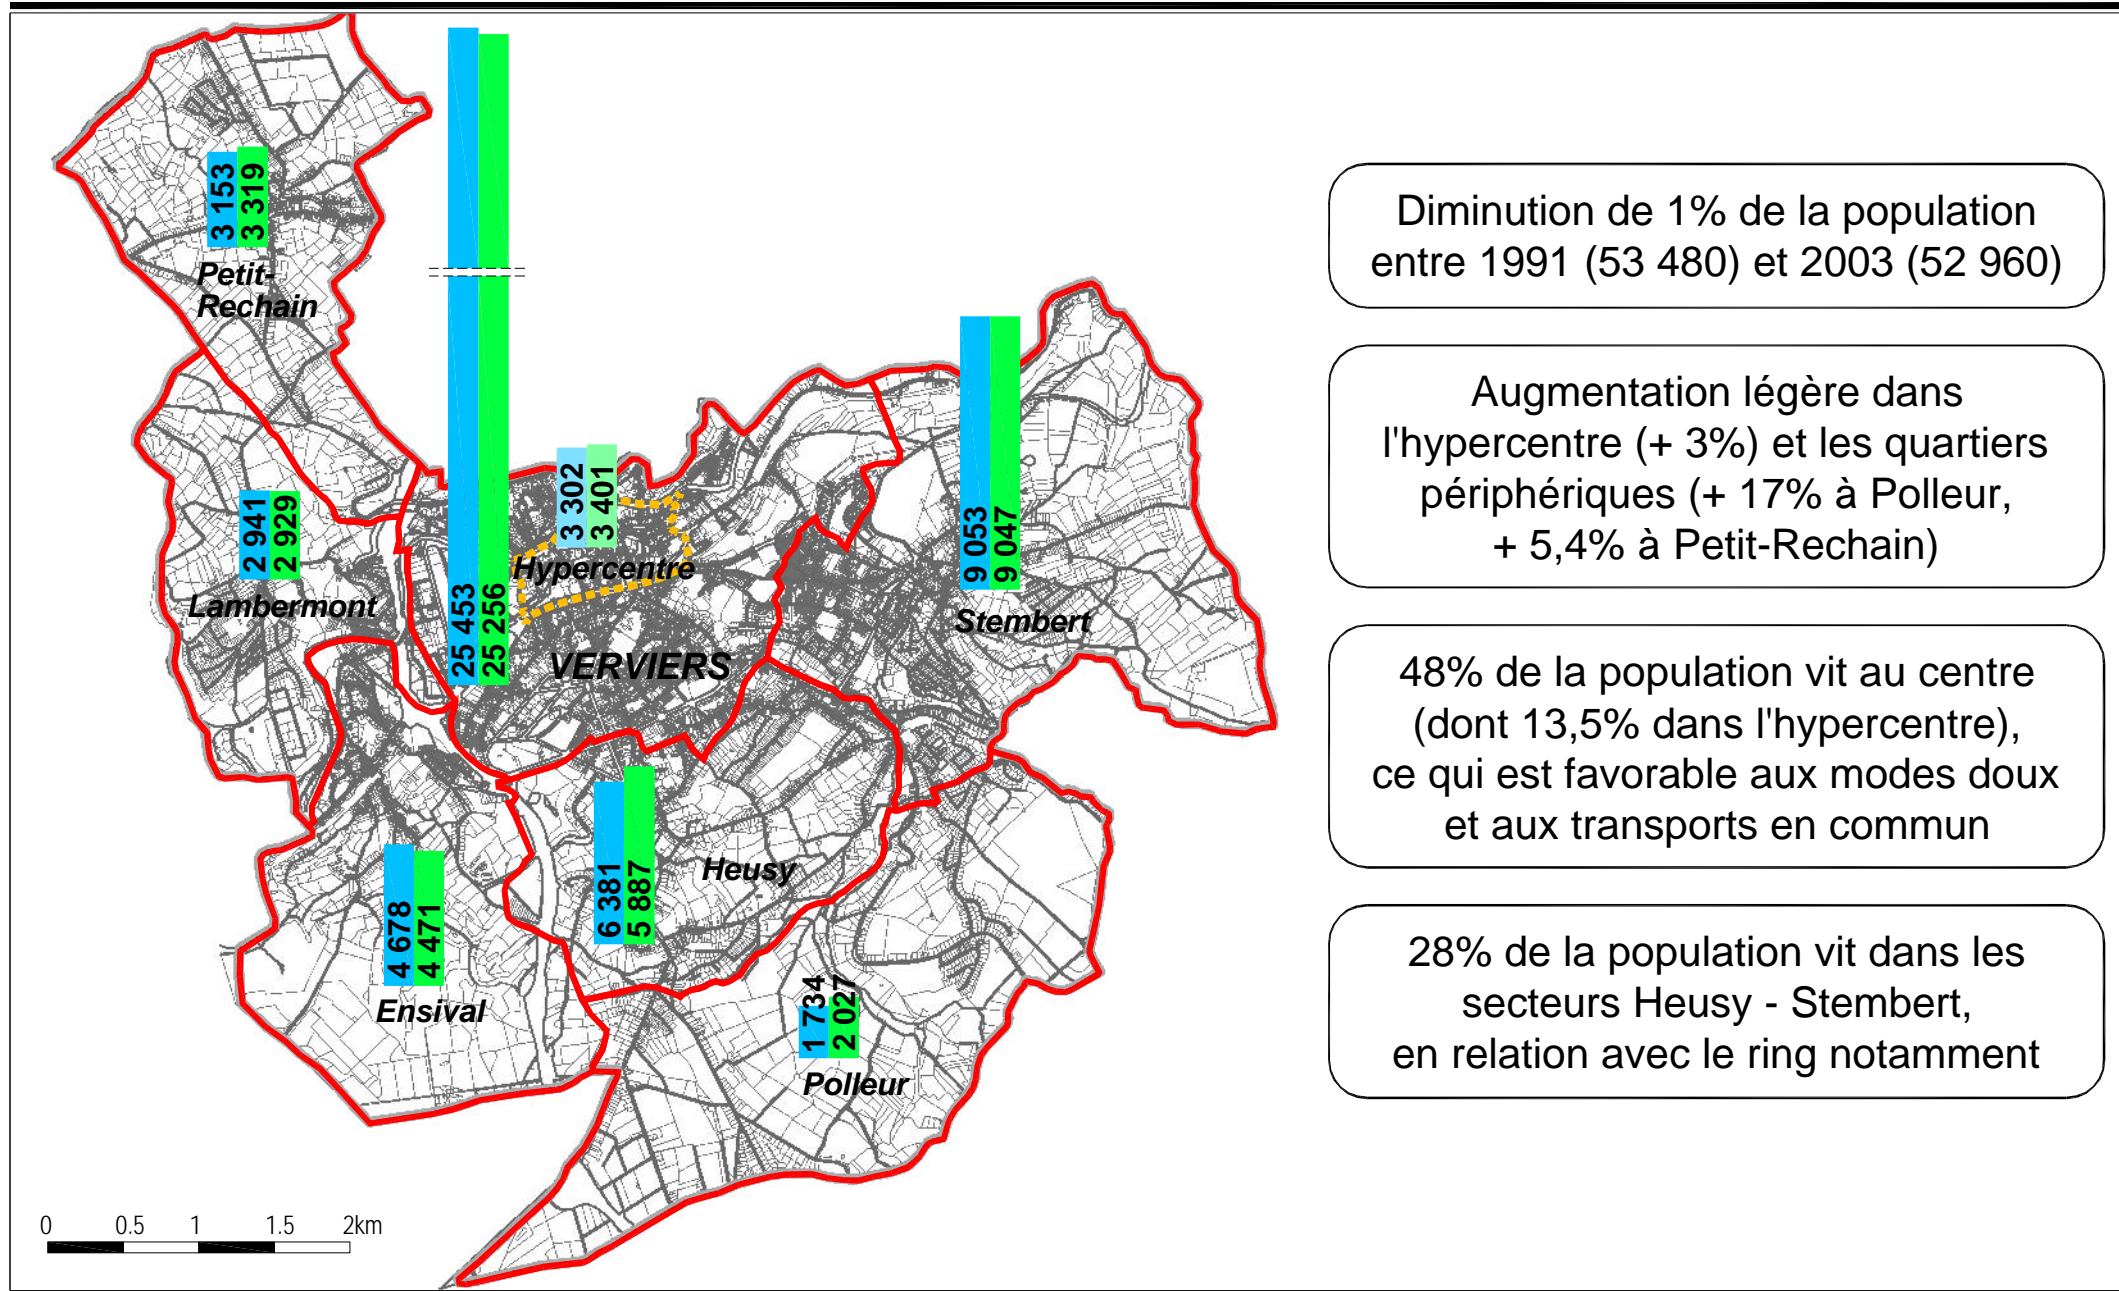 3 153
3 319
Petit-
Rechain
2 941
2 929
Lambermont
25 453
25 256
3 302
3 401
Hypercentre
VERVIERS
9 053
9 047
Stembert
6 381
5 887
Heusy
4 678
4 471
Ensival
1 734
2 027
Polleur
0 0.5 1 1.5 2km
Diminution de 1% de la population
entre 1991 (53 480) et 2003 (52 960)
Augmentation légère dans
l'hypercentre (+ 3%) et les quartiers
périphériques (+ 17% à Polleur,
+ 5,4% à Petit-Rechain)
48% de la population vit au centre
(dont 13,5% dans l'hypercentre),
ce qui est favorable aux modes doux
et aux transports en commun
28% de la population vit dans les
secteurs Heusy - Stembert,
en relation avec le ring notamment